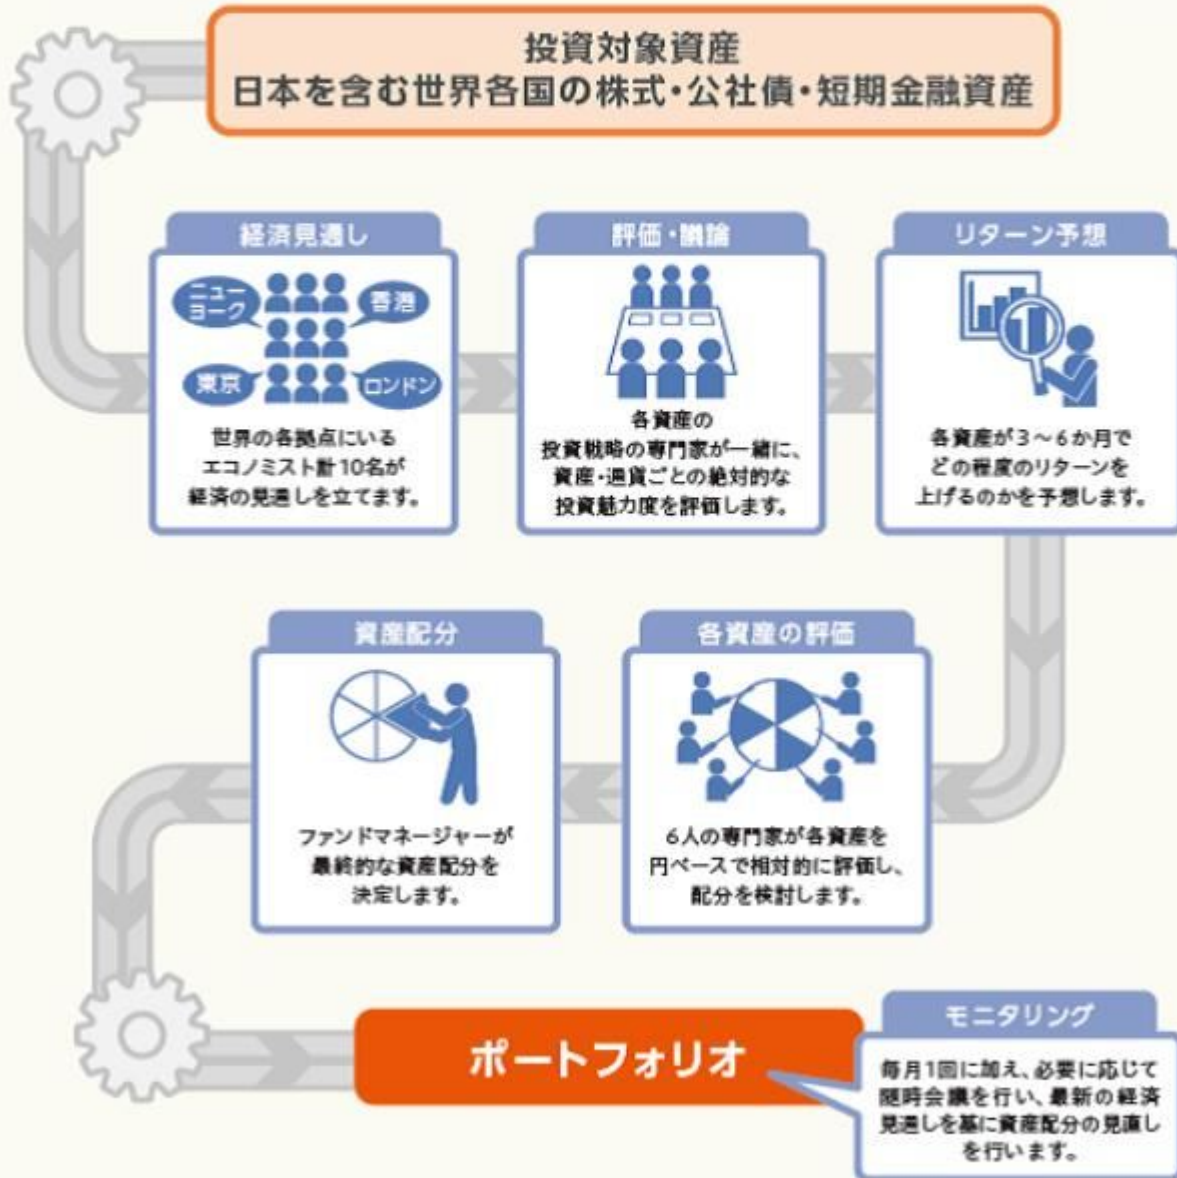 投資対象資産
日本を含む世界各国の株式・公社債・短期金融資産
経済見通し
ニュー
ヨーク
香港
東京
ロンドン
世界の各拠点にいる
エコノミスト計10名が
経済の見通しを立てます。
評価・議論
各資産の
投資戦略の専門家が一緒に、
資産・通貨ごとの絶対的な
投資魅力度を評価します。
リターン予想
各資産が3～6か月で
どの程度のリターンを
上げるのかを予想します。
資産配分
ファンドマネージャーが
最終的な資産配分を
決定します。
各資産の評価
6人の専門家が各資産を
円ベースで相対的に評価し、
配分を検討します。
ポートフォリオ
モニタリング
毎月1回に加え、必要に応じて
随時会議を行い、最新の経済
見通しを基に資産配分の見直し
を行います。